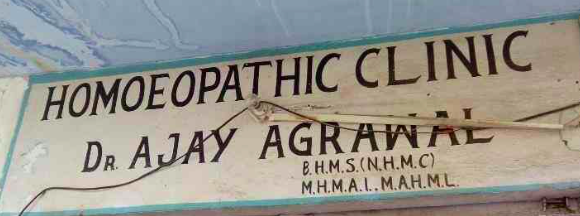 HOMOEOPATHIC CLINIC
DR. AJAY AGRAWAL
B.H.M.S.(N.H.M.C)
M.H.M.A.I., M.A.H.M.L.